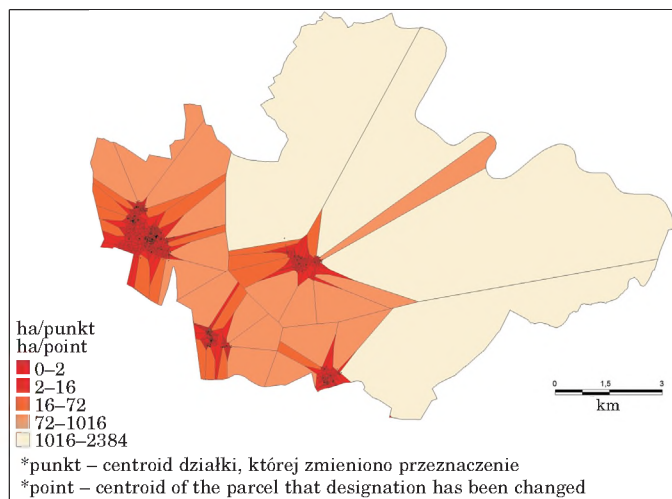 ha/punkt
ha/point
0–2
2–16
16–72
72–1016
1016–2384
0 1,5 3
km
*punkt – centroid działki, której zmieniono przeznaczenie
*point – centroid of the parcel that designation has been changed